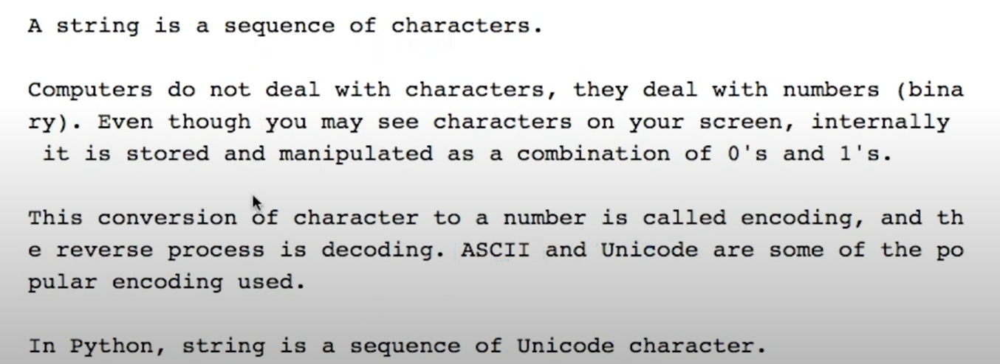 A string is a sequence of characters.
Computers do not deal with characters, they deal with numbers (bina
ry). Even though you may see characters on your screen, internally
it is stored and manipulated as a combination of 0's and 1's.
This conversion of character to a number is called encoding, and th
e reverse process is decoding. ASCII and Unicode are some of the po
pular encoding used.
In Python, string is a sequence of Unicode character.